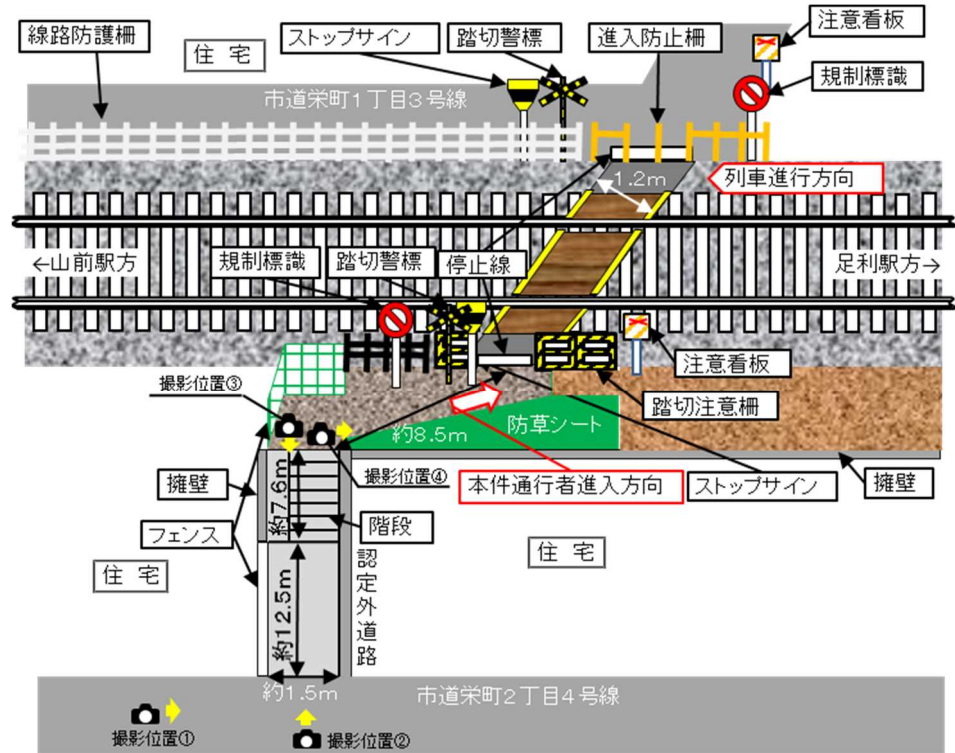 線路防護柵
住 宅
ストップサイン
踏切警標
進入防止柵
注意看板
規制標識
市道栄町1丁目3号線
1.2m
列車進行方向
←山前駅方
規制標識
踏切警標
停止線
足利駅方→
注意看板
撮影位置③
踏切注意柵
防草シート
約8.5m
撮影位置④
本件通行者進入方向
ストップサイン
擁壁
擁壁
約7.6m
階段
フェンス
住 宅
住 宅
認定外道路
約12.5m
約1.5m
市道栄町2丁目4号線
撮影位置①
撮影位置②